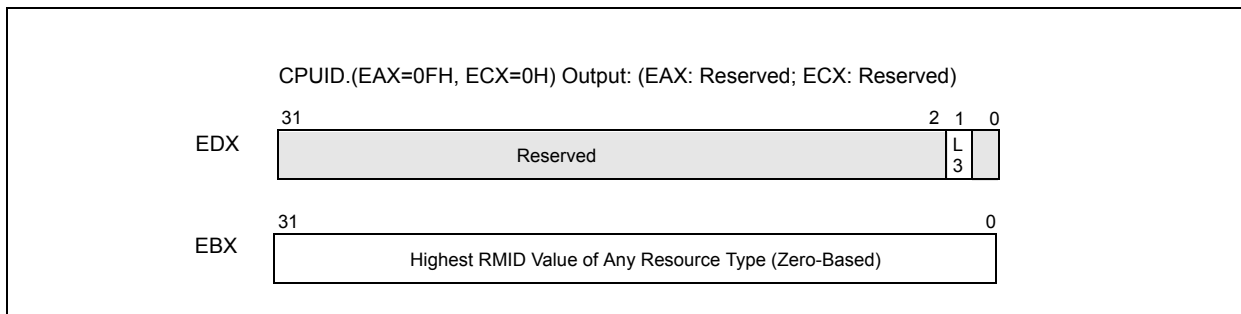 CPUID.(EAX=0FH, ECX=0H) Output: (EAX: Reserved; ECX: Reserved)
31 2 1 0
EDX Reserved L3
31 0
EBX Highest RMID Value of Any Resource Type (Zero-Based)